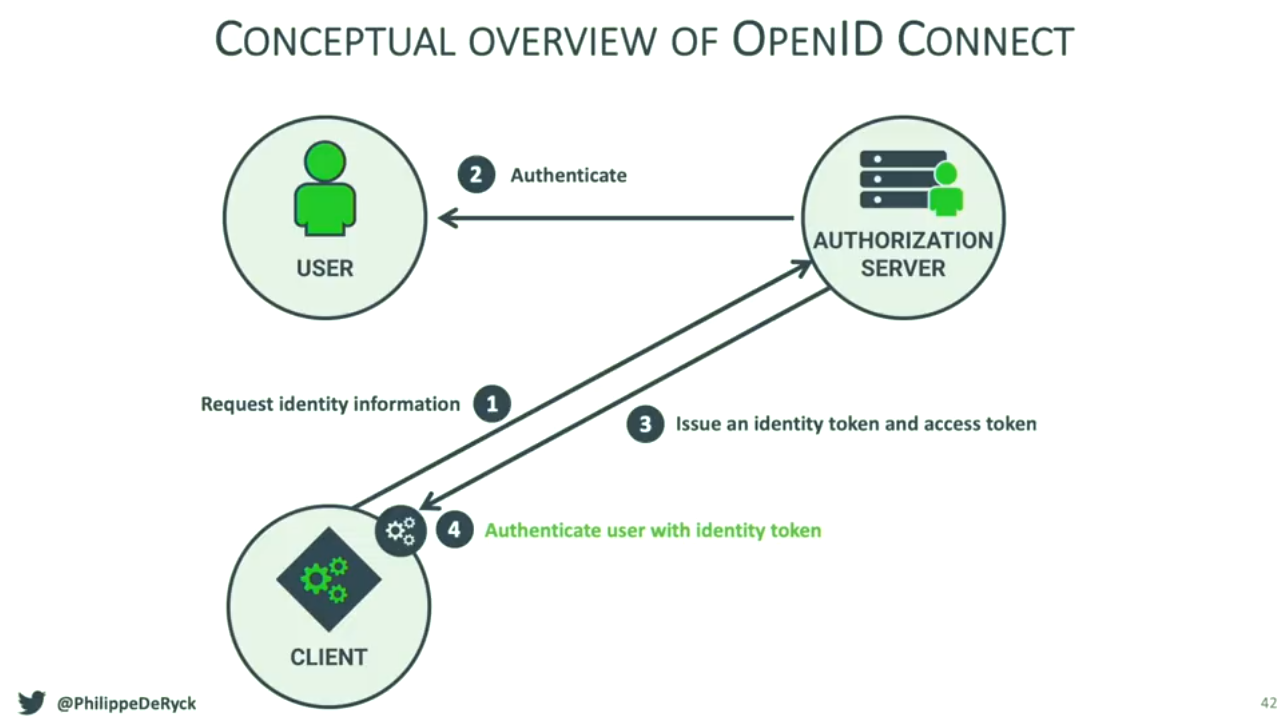 CONCEPTUAL OVERVIEW OF OPENID CONNECT
2 Authenticate
USER
AUTHORIZATION
SERVER
Request identity information 1
3 Issue an identity token and access token
4 Authenticate user with identity token
CLIENT
@PhilippeDeRyck
42